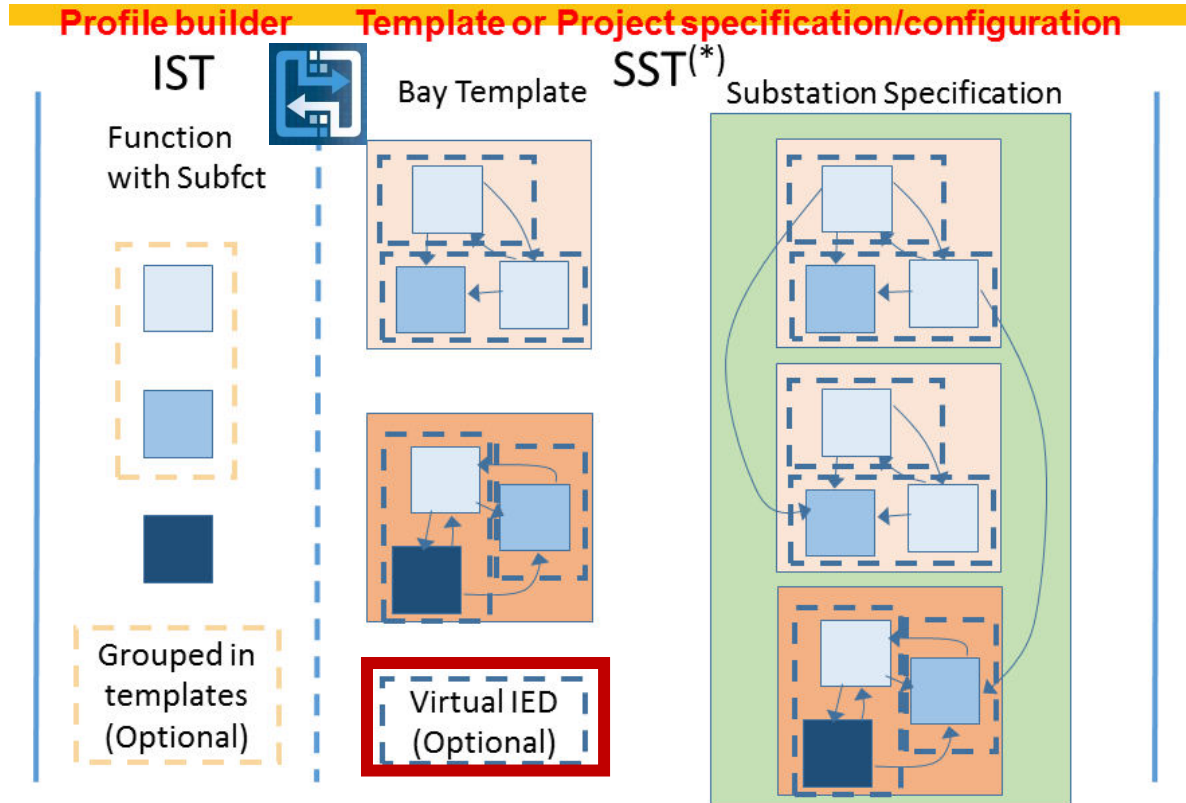 Profile builder
Template or Project specification/configuration
IST
SST(*)
Bay Template
Substation Specification
Function
with Subfct
Grouped in
templates
(Optional)
Virtual IED
(Optional)